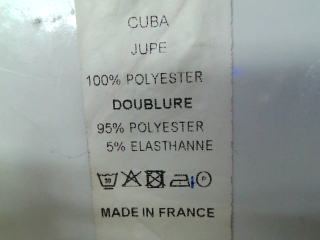 CUBA
JUPE
100% POLYESTER
DOUBLURE
95% POLYESTER
5% ELASTHANNE
MADE IN FRANCE